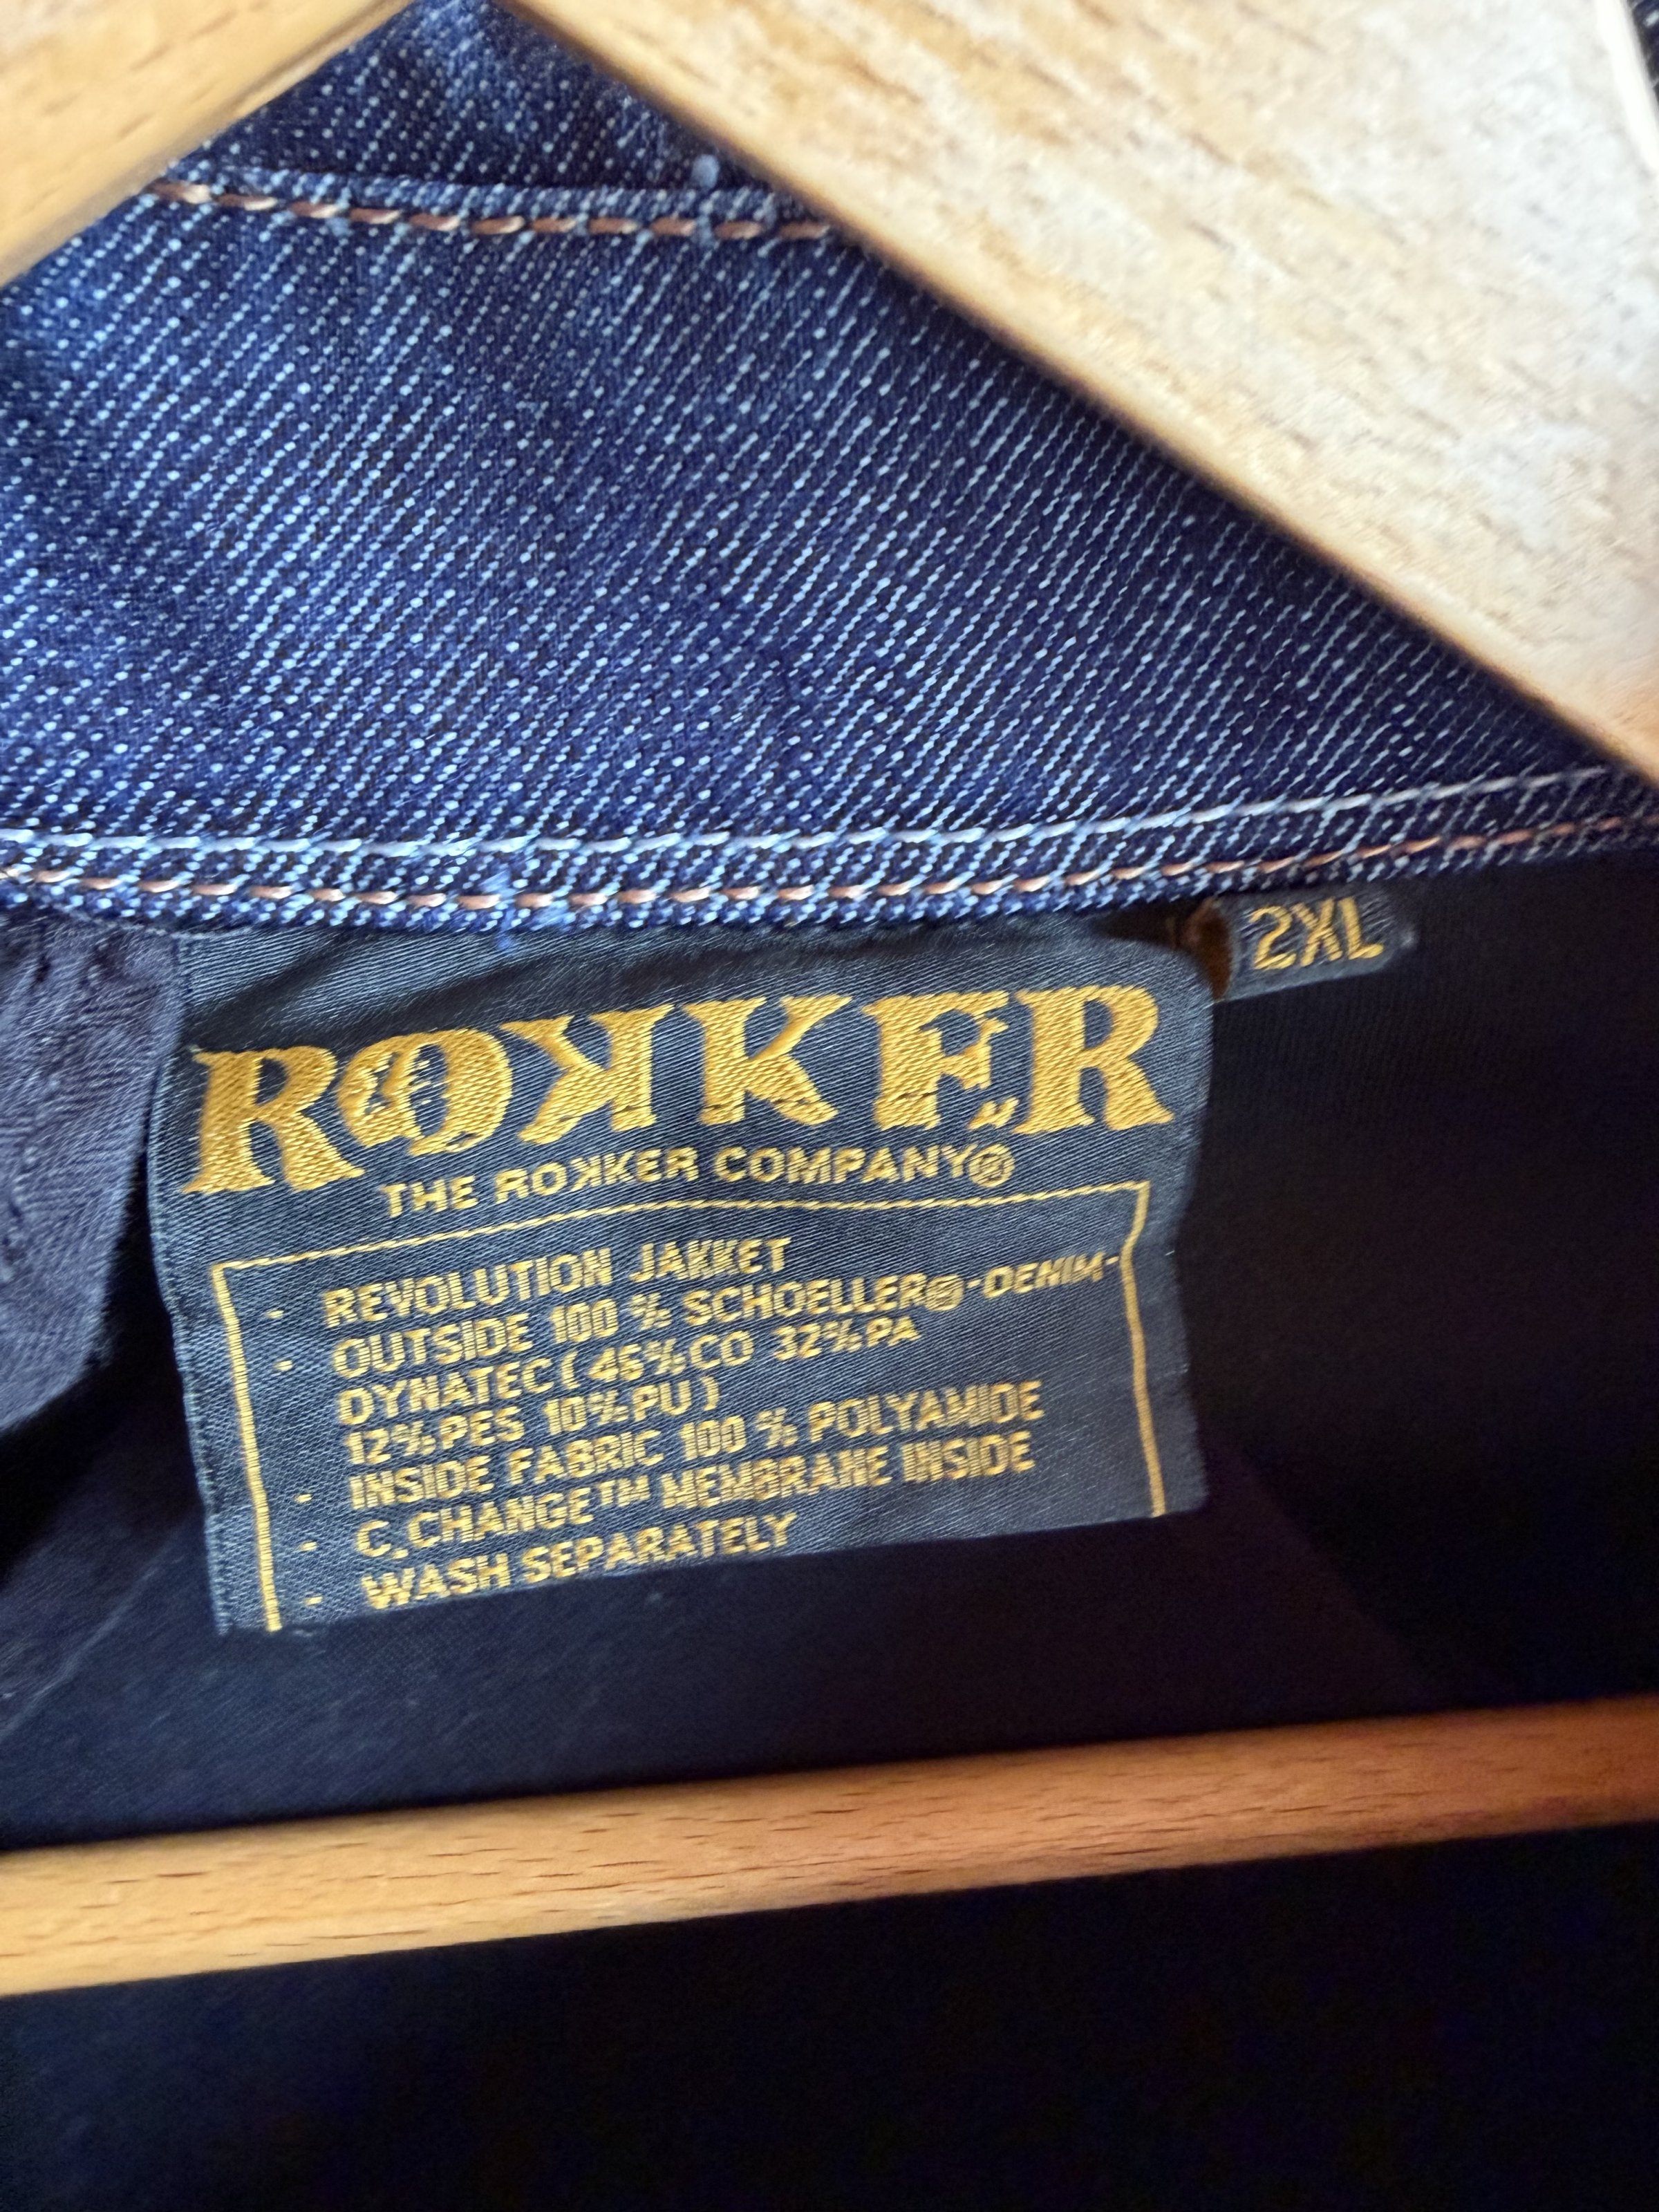 ROKKER
2XL
THE ROKKER COMPANY®
- REVOLUTION JAKKET
- OUTSIDE 100 % SCHOELLER®-DENIM-
DYNATEC ( 46% CO 32% PA
12% PES 10% PU )
- INSIDE FABRIC 100 % POLYAMIDE
- C_CHANGE™ MEMBRANE INSIDE
- WASH SEPARATELY